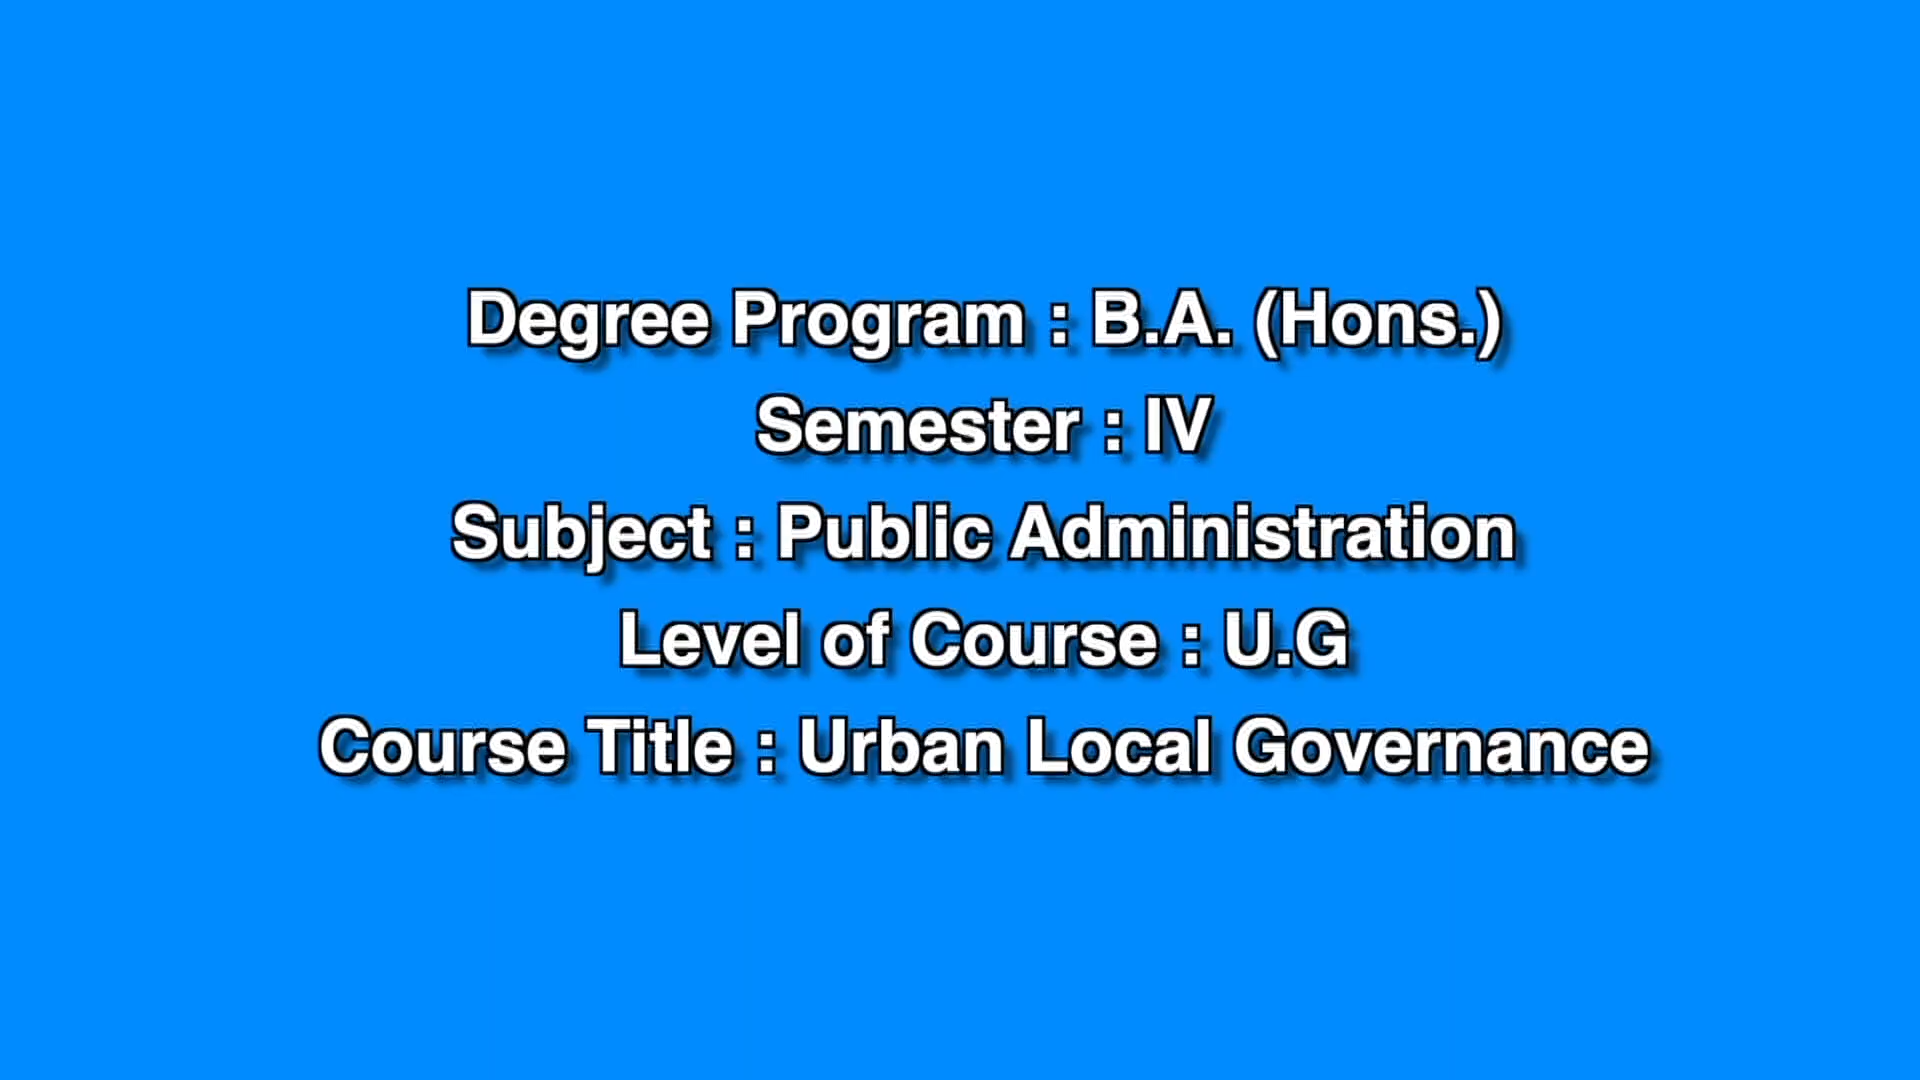 Degree Program : B.A. (Hons.)
Semester : IV
Subject : Public Administration
Level of Course : U.G
Course Title : Urban Local Governance